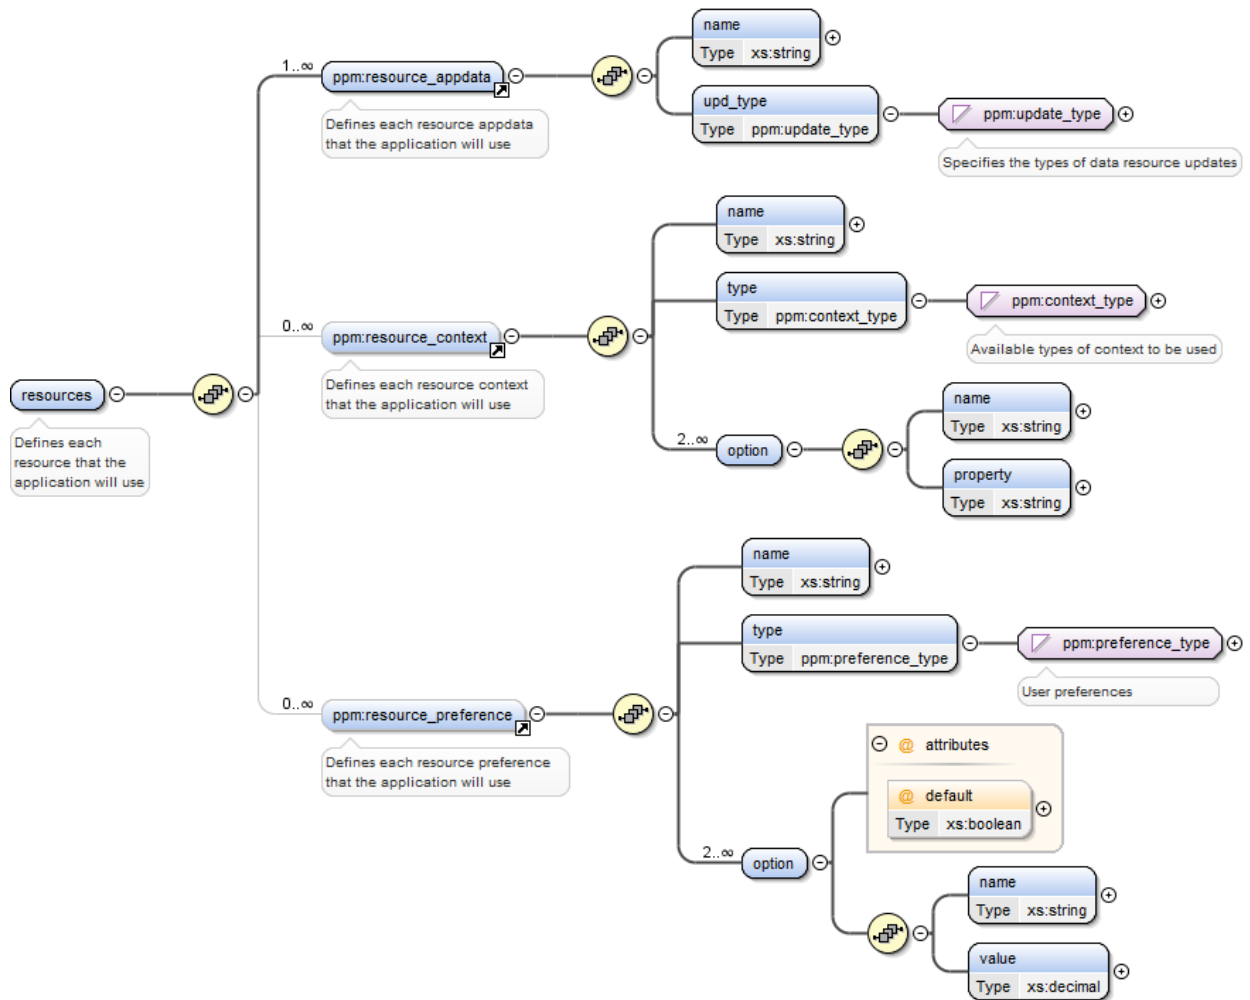 resources
Defines each
resource that the
application will use
1..∞
ppm:resource_appdata
Defines each resource appdata
that the application will use
name
Type xs:string
upd_type
Type ppm:update_type
ppm:update_type
Specifies the types of data resource updates
0..∞
ppm:resource_context
Defines each resource context
that the application will use
name
Type xs:string
type
Type ppm:context_type
ppm:context_type
Available types of context to be used
2..∞
option
name
Type xs:string
property
Type xs:string
0..∞
ppm:resource_preference
Defines each resource preference
that the application will use
name
Type xs:string
type
Type ppm:preference_type
ppm:preference_type
User preferences
2..∞
option
@ attributes
@ default
Type xs:boolean
name
Type xs:string
value
Type xs:decimal